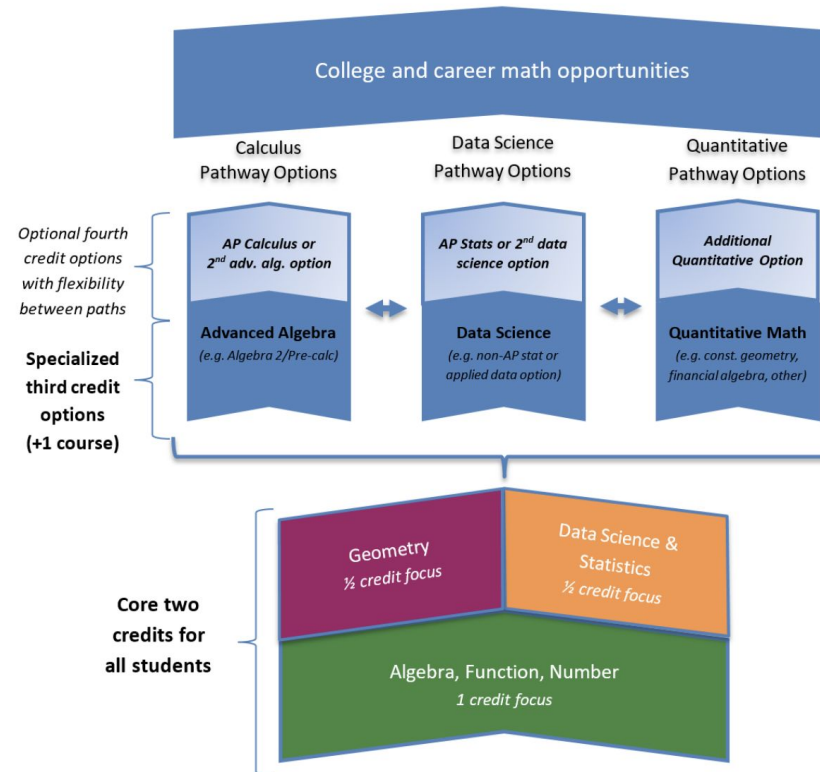 College and career math opportunities
Calculus
Pathway Options
Data Science
Pathway Options
Quantitative
Pathway Options
Optional fourth
credit options
with flexibility
between paths
AP Calculus or
2nd adv. alg. option
AP Stats or 2nd data
science option
Additional
Quantitative Option
Specialized
third credit
options
(+1 course)
Advanced Algebra
(e.g. Algebra 2/Pre-calc)
Data Science
(e.g. non-AP stat or
applied data option)
Quantitative Math
(e.g. const. geometry,
financial algebra, other)
Core two
credits for
all students
Geometry
½ credit focus
Data Science &
Statistics
½ credit focus
Algebra, Function, Number
1 credit focus